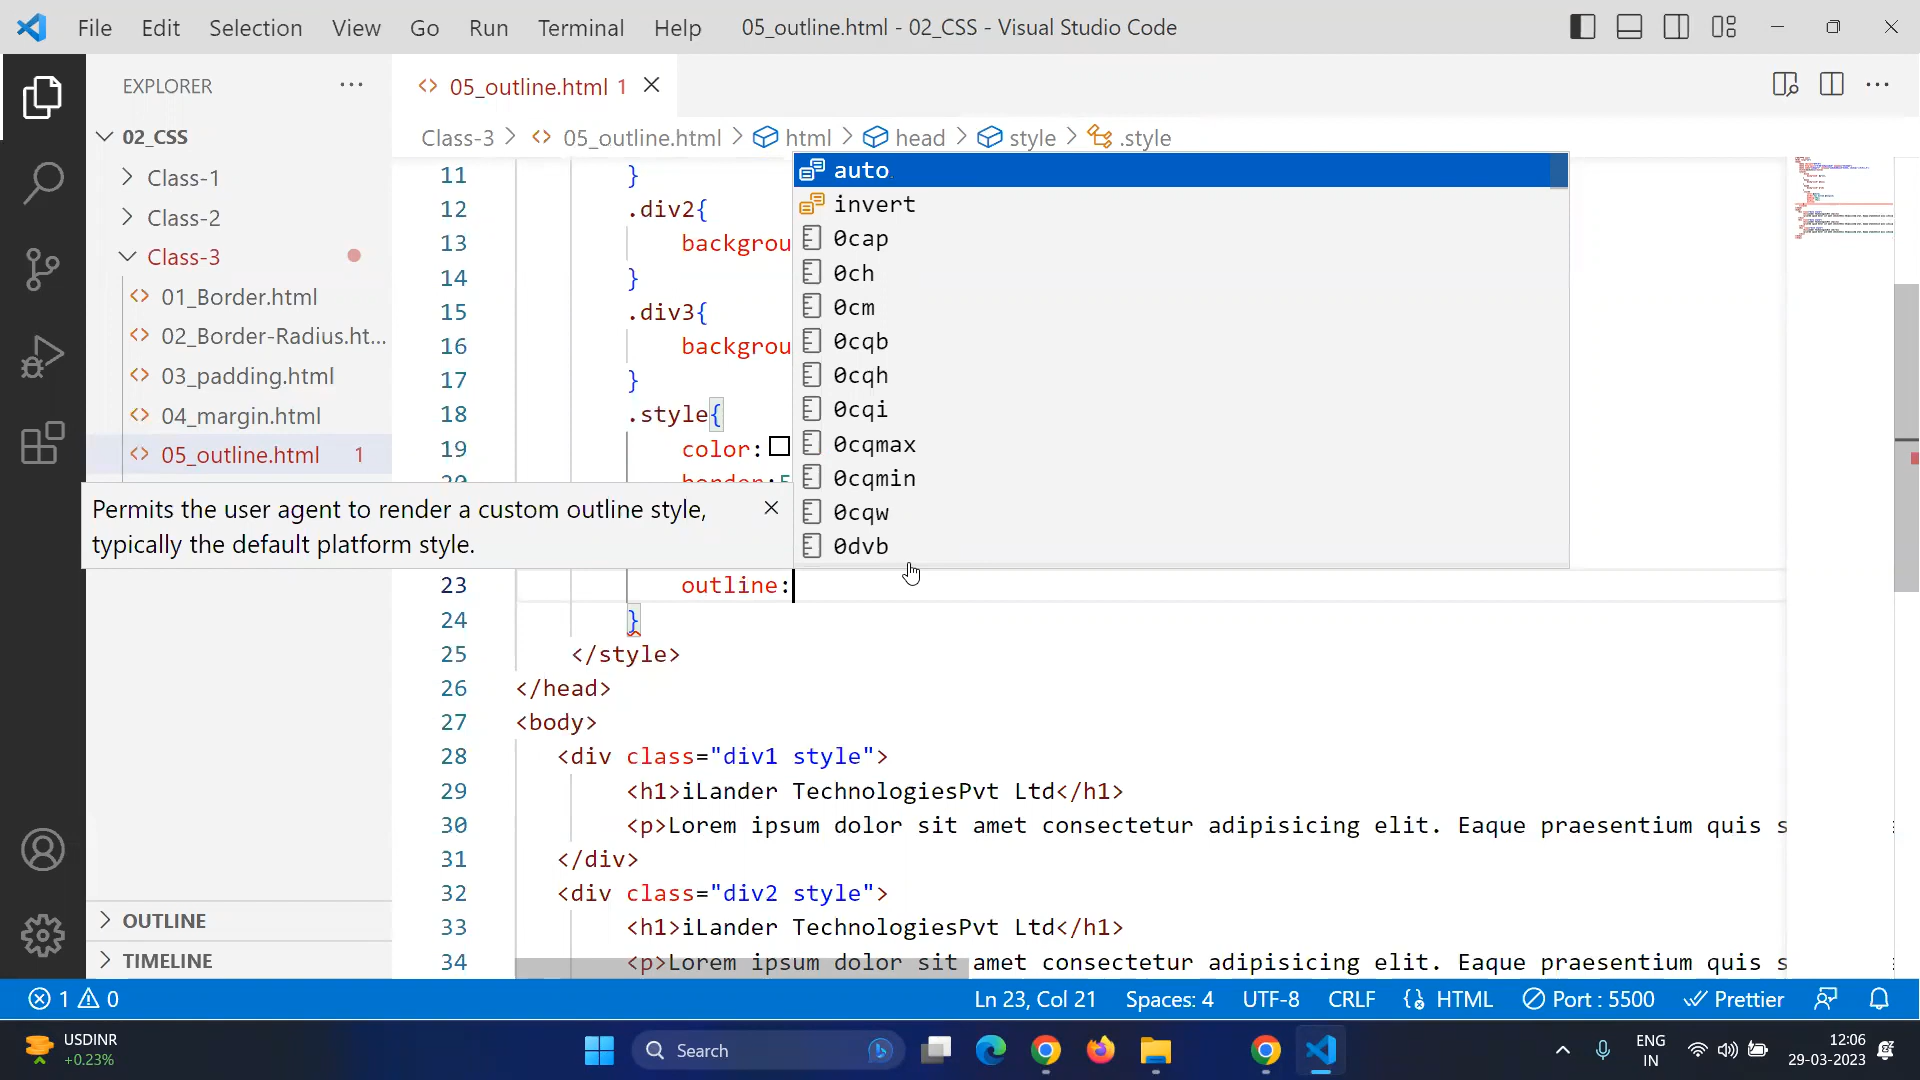 File Edit Selection View Go Run Terminal Help 05_outline.html - 02_CSS - Visual Studio Code
EXPLORER
02_CSS
Class-1
Class-2
Class-3
01_Border.html
02_Border-Radius.ht...
03_padding.html
04_margin.html
05_outline.html 1
OUTLINE
TIMELINE
05_outline.html 1
Class-3 > 05_outline.html > html > head > style > .style
11 }
12 .div2{
13 backgrou
14 }
15 .div3{
16 backgrou
17 }
18 .style{
19 color:
auto
invert
0cap
0ch
0cm
0cqb
0cqh
0cqi
0cqmax
0cqmin
0cqw
0dvb
Permits the user agent to render a custom outline style,
typically the default platform style.
23 outline:
24 }
25 </style>
26 </head>
27 <body>
28 <div class="div1 style">
29 <h1>iLander TechnologiesPvt Ltd</h1>
30 <p>Lorem ipsum dolor sit amet consectetur adipisicing elit. Eaque praesentium quis s
31 </div>
32 <div class="div2 style">
33 <h1>iLander TechnologiesPvt Ltd</h1>
34 <p>Lorem ipsum dolor sit amet consectetur adipisicing elit. Eaque praesentium quis s
1 0 Ln 23, Col 21 Spaces: 4 UTF-8 CRLF HTML Port : 5500 Prettier
USDINR
+0.23%
Search
ENG
IN
12:06
29-03-2023